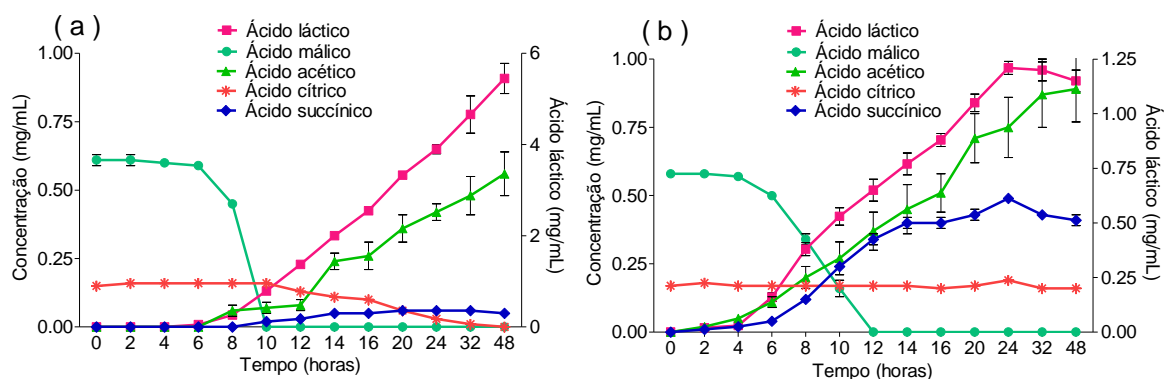 ( a )
Ácido láctico
Ácido málico
Ácido acético
Ácido cítrico
Ácido succínico
Concentração (mg/mL)
1.00
0.75
0.50
0.25
0.00
6
4
2
0
Ácido láctico (mg/mL)
0 2 4 6 8 10 12 14 16 20 24 32 48
Tempo (horas)
( b )
Ácido láctico
Ácido málico
Ácido acético
Ácido cítrico
Ácido succínico
Concentração (mg/mL)
1.00
0.75
0.50
0.25
0.00
1.25
1.00
0.75
0.50
0.25
0.00
Ácido láctico (mg/mL)
0 2 4 6 8 10 12 14 16 20 24 32 48
Tempo (horas)